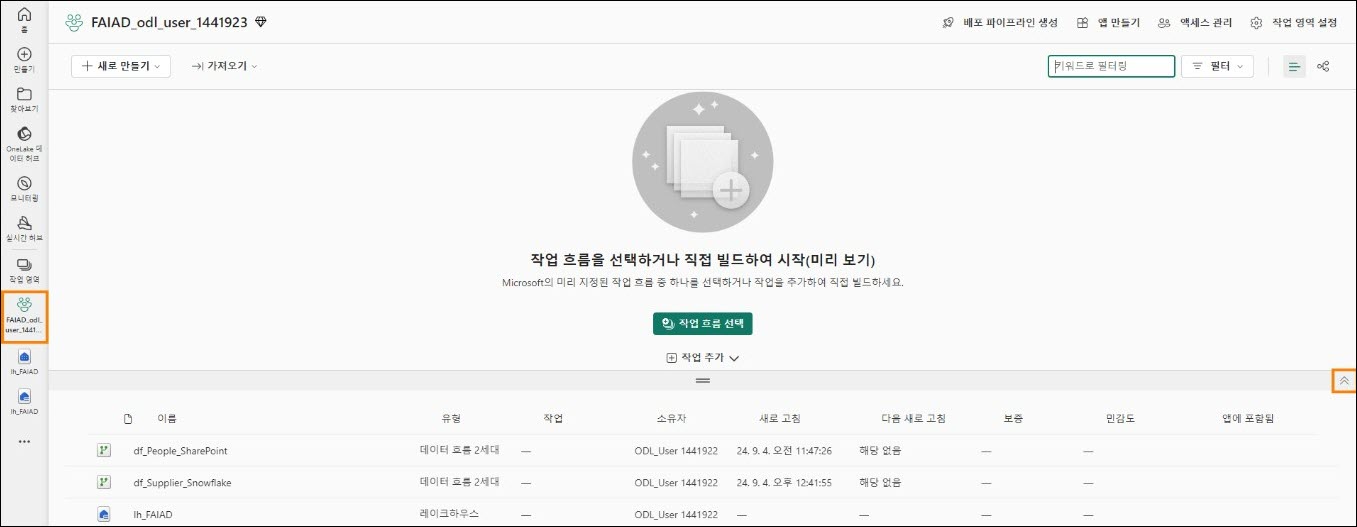 홈
만들기
찾아보기
OneLake 데
이터 허브
모니터링
실시간 허브
작업 영역
FAIAD_odl_
user_1441...
lh_FAIAD
lh_FAIAD
FAIAD_odl_user_1441923
배포 파이프라인 생성 앱 만들기 액세스 관리 작업 영역 설정
새로 만들기 가져오기 키워드로 필터링 필터
작업 흐름을 선택하거나 직접 빌드하여 시작(미리 보기)
Microsoft의 미리 지정된 작업 흐름 중 하나를 선택하거나 작업을 추가하여 직접 빌드하세요.
작업 흐름 선택
작업 추가
이름 유형 작업 소유자 새로 고침 다음 새로 고침 보증 민감도 앱에 포함됨
df_People_SharePoint 데이터 흐름 2세대 — ODL_User 1441922 24. 9. 4. 오전 11:47:26 해당 없음 — —
df_Supplier_Snowflake 데이터 흐름 2세대 — ODL_User 1441922 24. 9. 4. 오후 12:41:55 해당 없음 — —
lh_FAIAD 레이크하우스 — ODL_User 1441922 — — — —